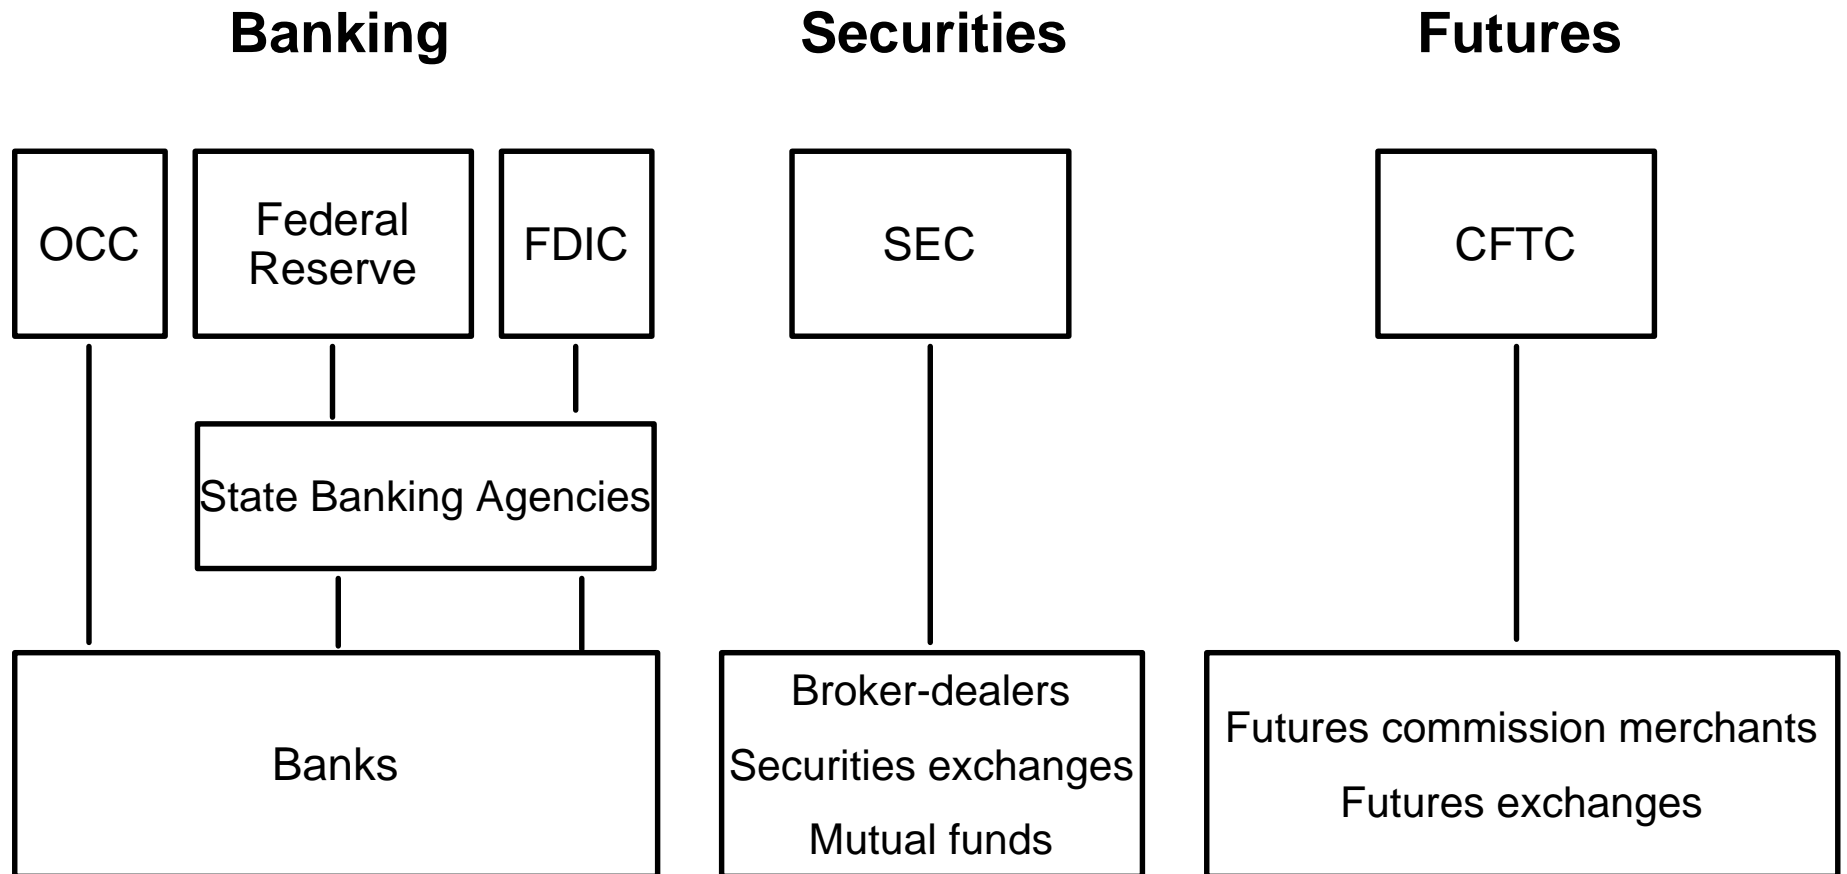 Banking
Securities
Futures
OCC
Federal
Reserve
FDIC
SEC
CFTC
State Banking Agencies
Banks
Broker-dealers
Securities exchanges
Mutual funds
Futures commission merchants
Futures exchanges